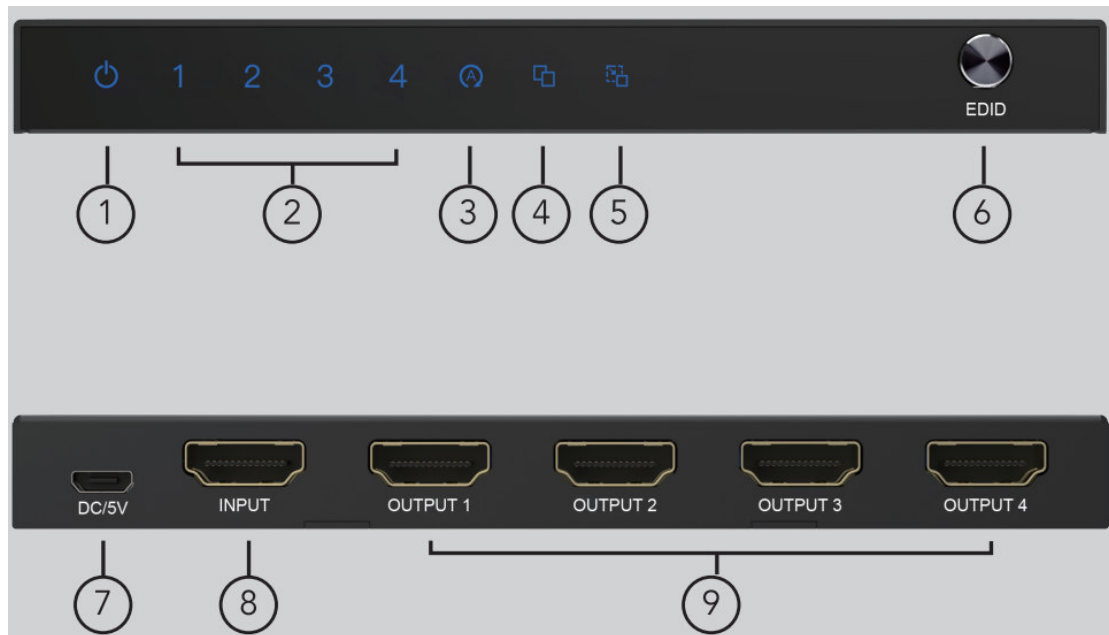 1 2 3 4 A
EDID
1 2 3 4 5 6
DC/5V INPUT OUTPUT 1 OUTPUT 2 OUTPUT 3 OUTPUT 4
7 8 9